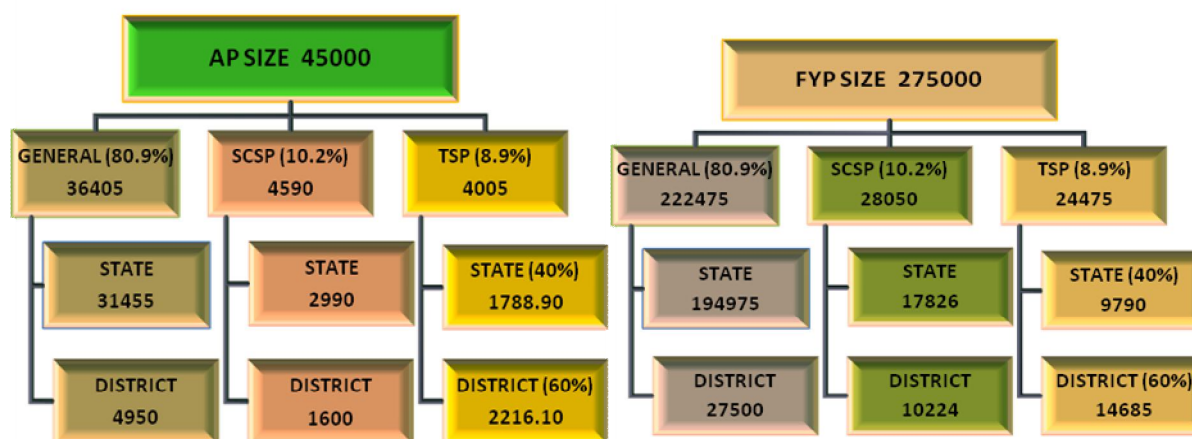 AP SIZE 45000
GENERAL (80.9%)
36405
SCSP (10.2%)
4590
TSP (8.9%)
4005
STATE
31455
STATE
2990
STATE (40%)
1788.90
DISTRICT
4950
DISTRICT
1600
DISTRICT (60%)
2216.10
FYP SIZE 275000
GENERAL (80.9%)
222475
SCSP (10.2%)
28050
TSP (8.9%)
24475
STATE
194975
STATE
17826
STATE (40%)
9790
DISTRICT
27500
DISTRICT
10224
DISTRICT (60%)
14685